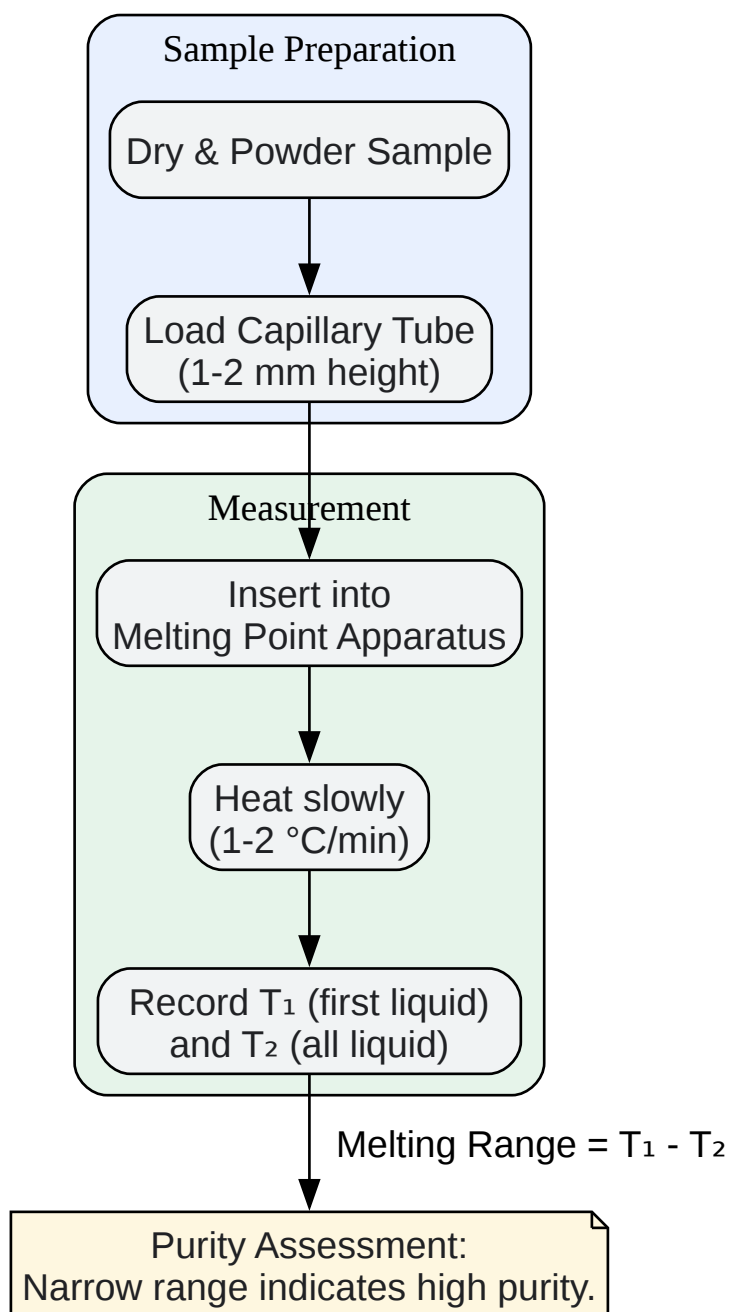 Sample Preparation
Dry & Powder Sample
Load Capillary Tube
(1-2 mm height)
Measurement
Insert into
Melting Point Apparatus
Heat slowly
(1-2 °C/min)
Record T₁ (first liquid)
and T₂ (all liquid)
Melting Range = T₁ - T₂
Purity Assessment:
Narrow range indicates high purity.